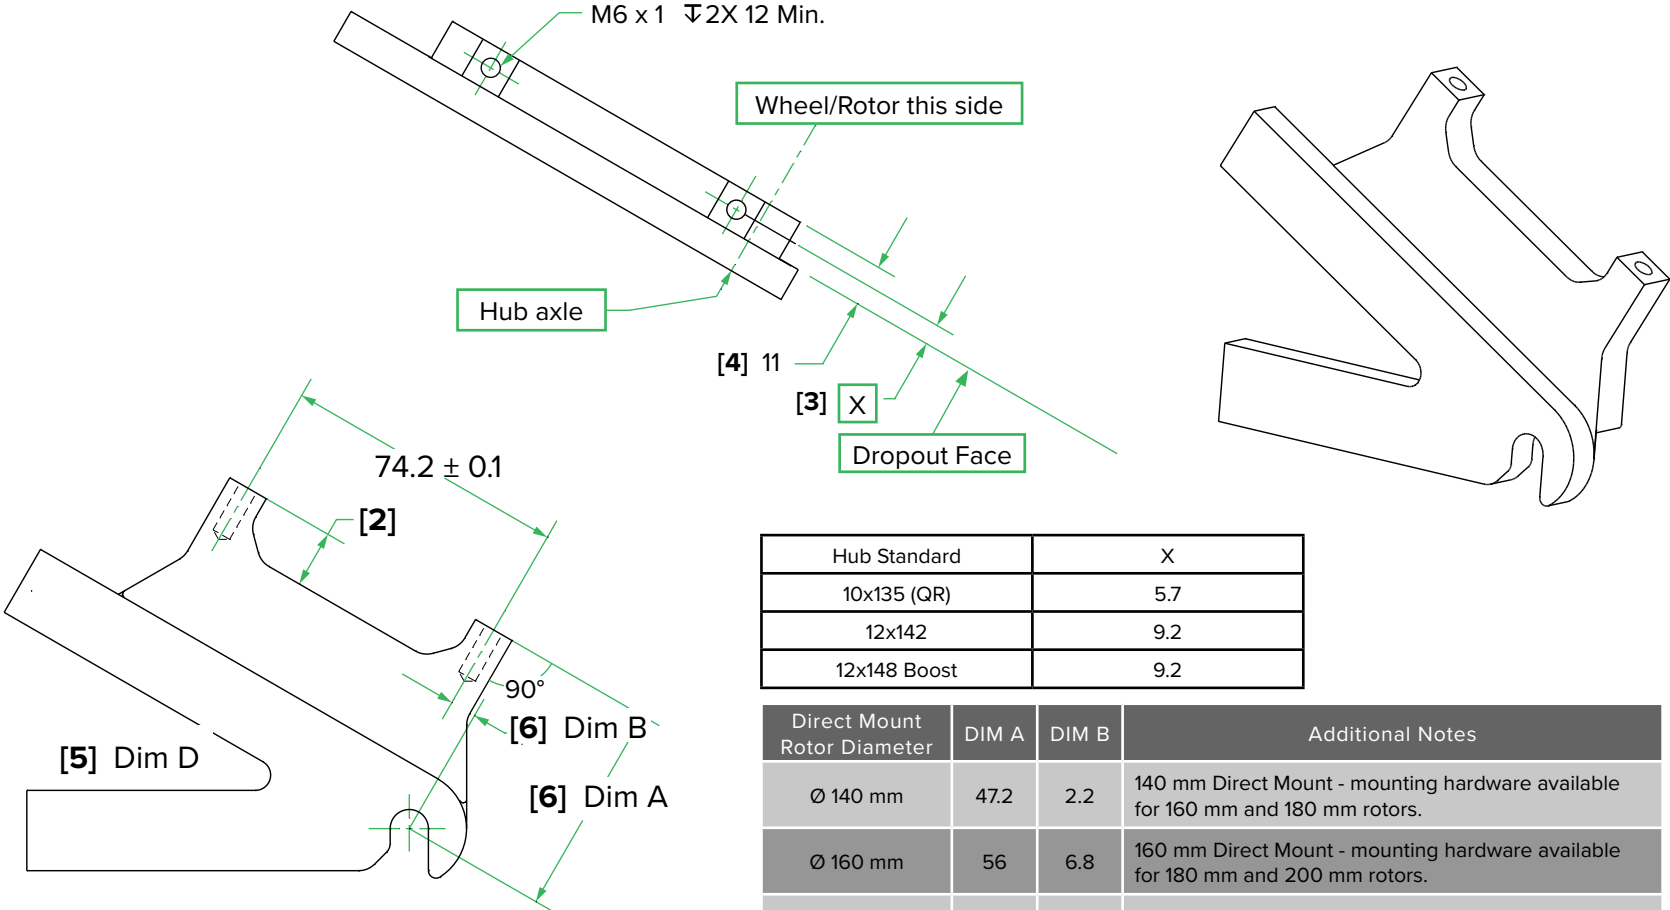 M6 x 1 ↧2X 12 Min.
Wheel/Rotor this side
Hub axle
[4] 11
[3] X
Dropout Face
74.2 ± 0.1
[2]
90°
[6] Dim B
[5] Dim D
[6] Dim A
Hub Standard X
10x135 (QR) 5.7
12x142 9.2
12x148 Boost 9.2
Direct Mount
Rotor Diameter DIM A DIM B Additional Notes
Ø 140 mm 47.2 2.2 140 mm Direct Mount - mounting hardware available
for 160 mm and 180 mm rotors.
Ø 160 mm 56 6.8 160 mm Direct Mount - mounting hardware available
for 180 mm and 200 mm rotors.